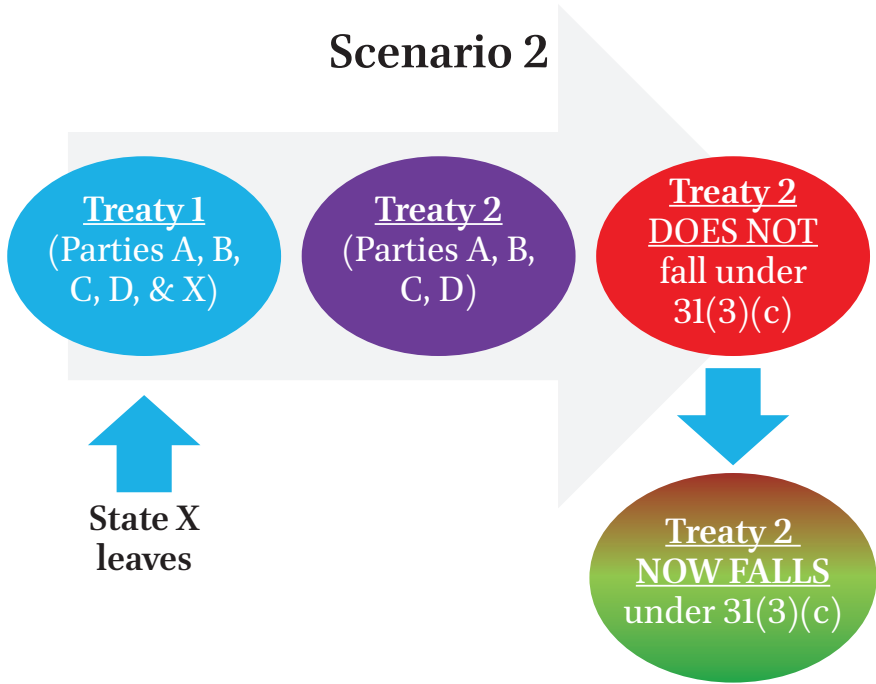 Scenario 2
Treaty 1
(Parties A, B,
C, D, & X)
Treaty 2
(Parties A, B,
C, D)
Treaty 2
DOES NOT
fall under
31(3)(c)
State X
leaves
Treaty 2
NOW FALLS
under 31(3)(c)